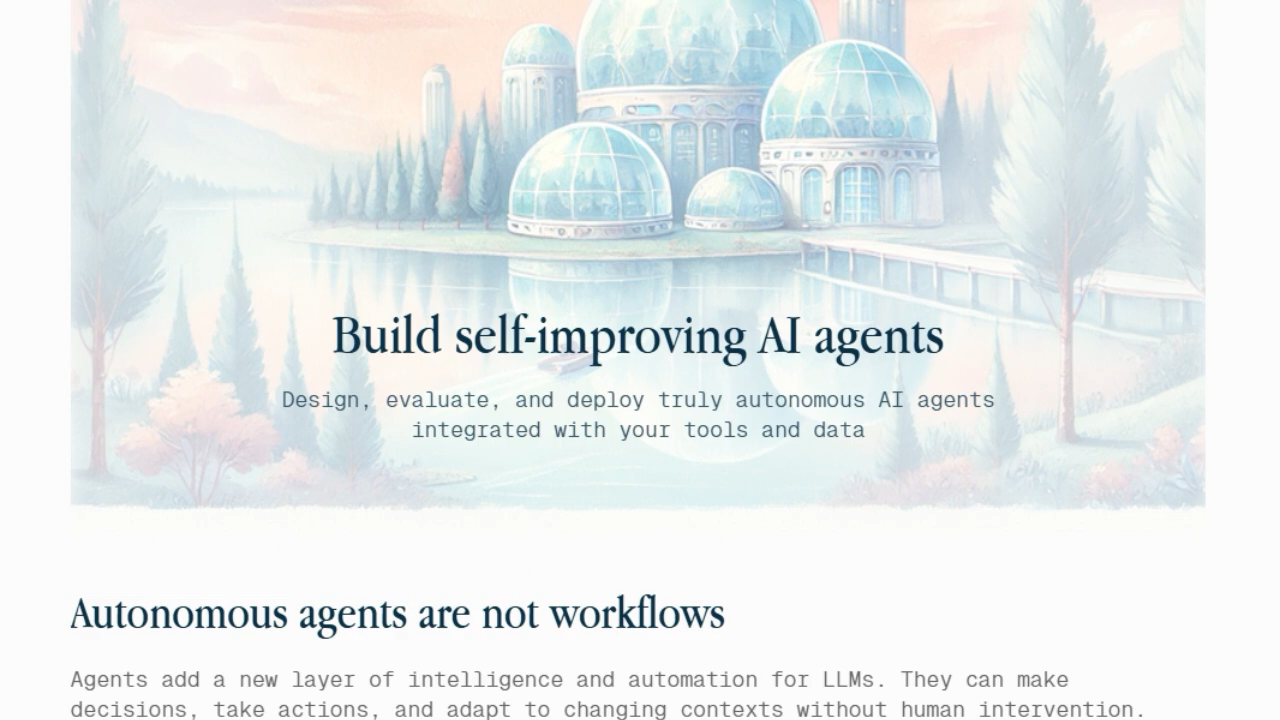 Build self-improving AI agents
Design, evaluate, and deploy truly autonomous AI agents
integrated with your tools and data
Autonomous agents are not workflows
Agents add a new layer of intelligence and automation for LLMs. They can make
decisions, take actions, and adapt to changing contexts without human intervention.